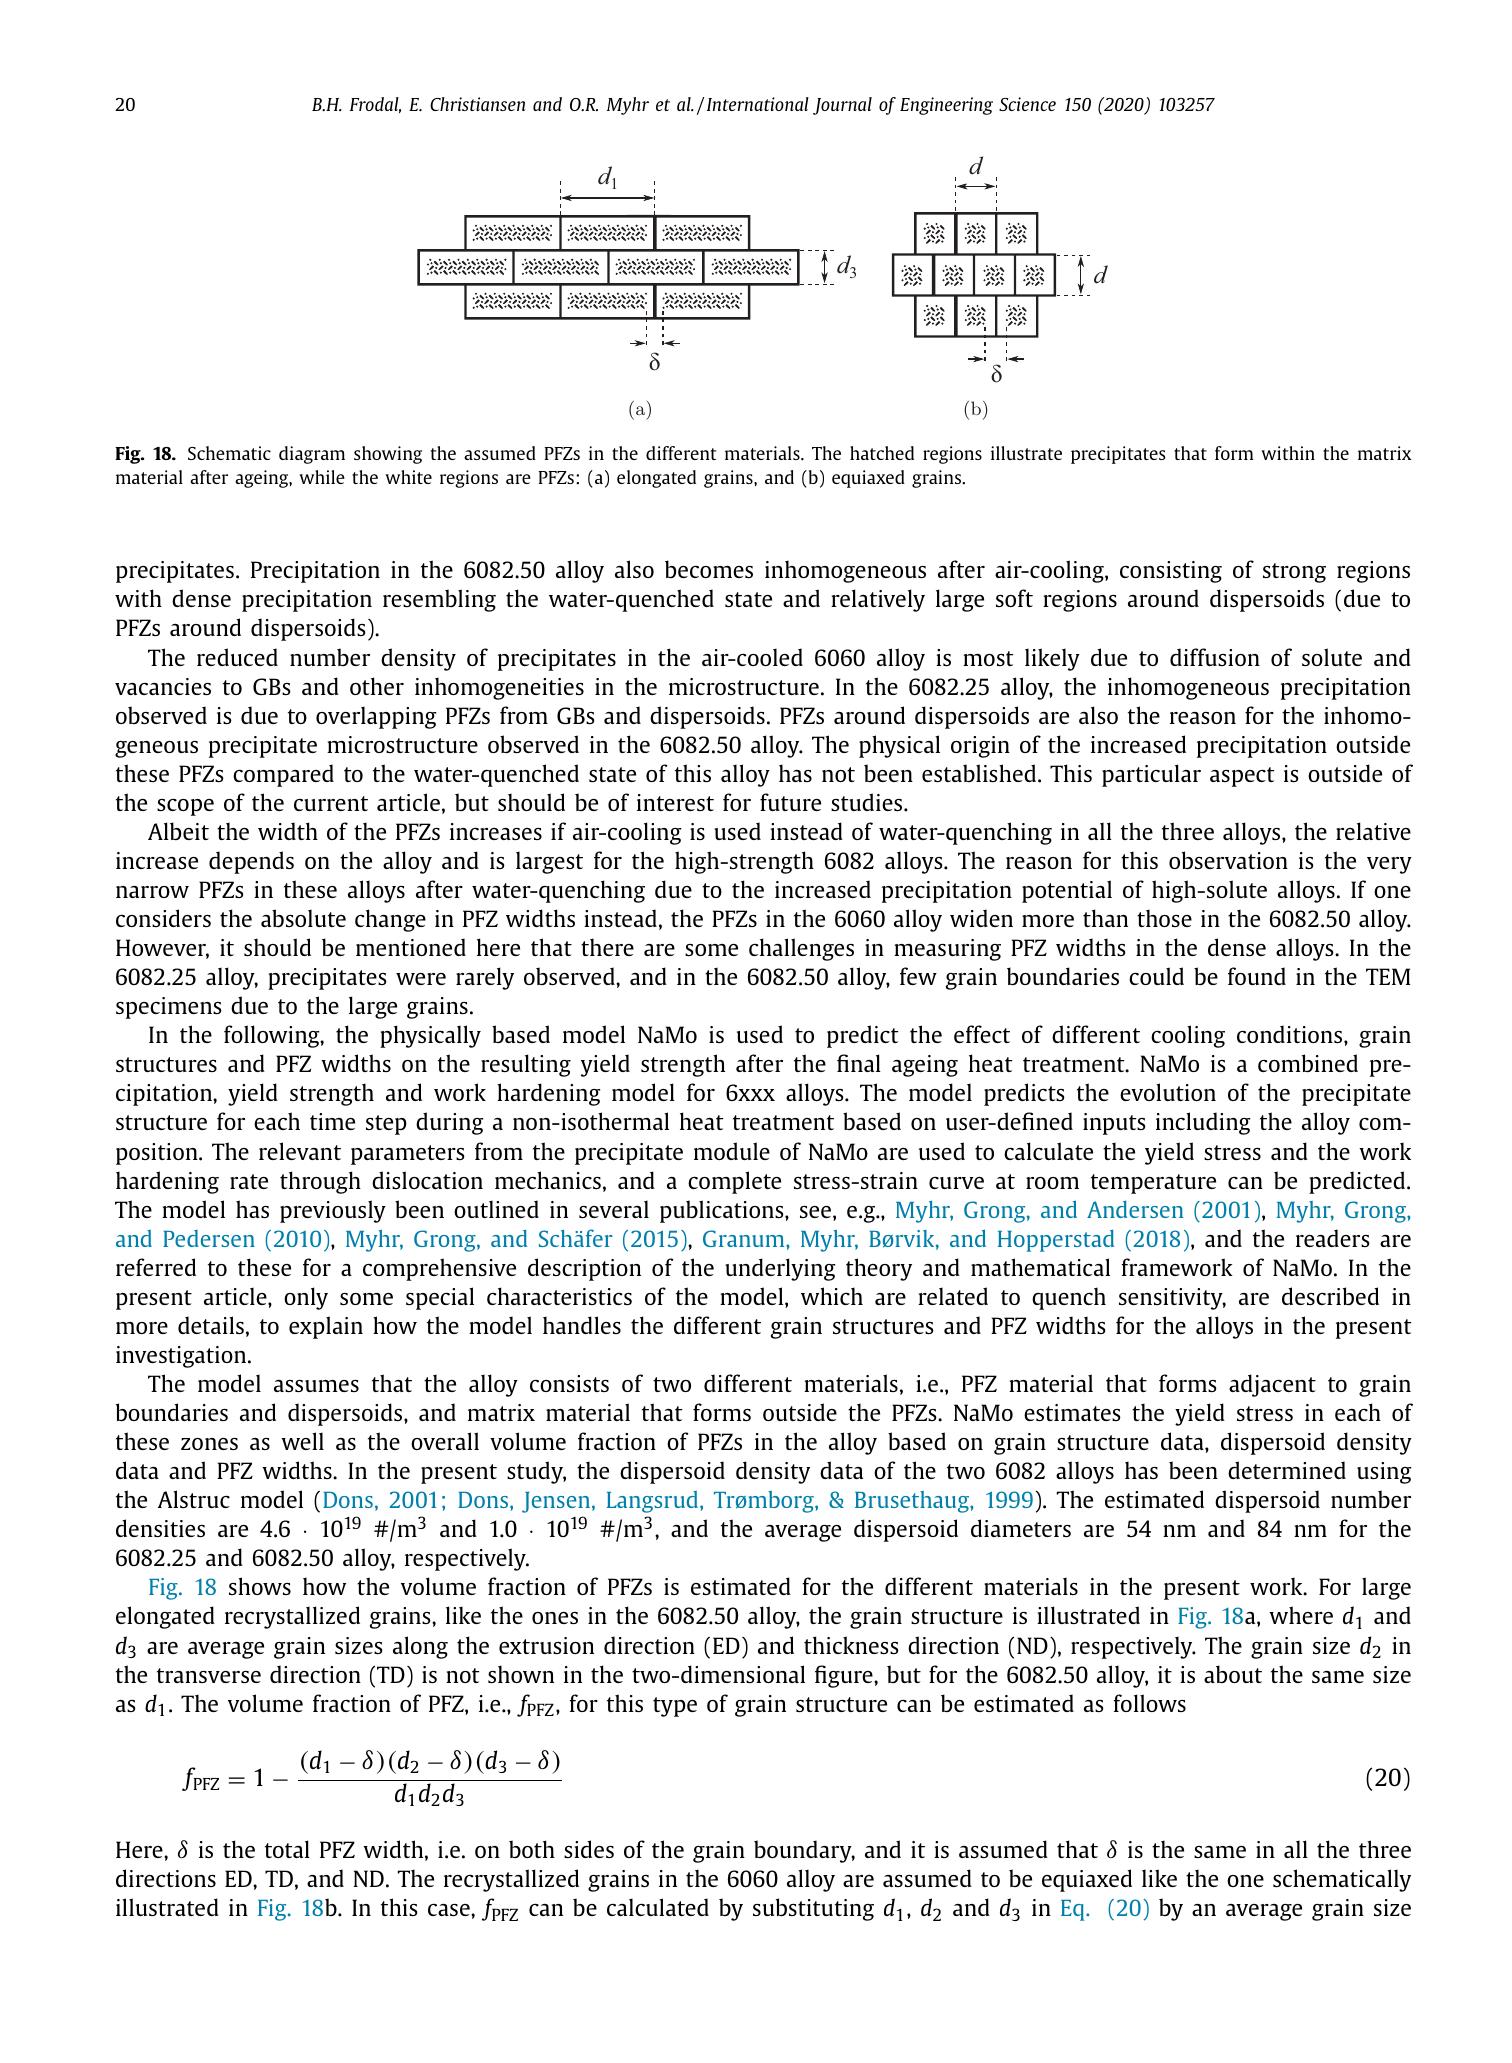 20
B.H. Frodal, E. Christiansen and O.R. Myhr et al. / International Journal of Engineering Science 150 (2020) 103257
d1
d3
δ
(a)
d
d
δ
(b)
Fig. 18. Schematic diagram showing the assumed PFZs in the different materials. The hatched regions illustrate precipitates that form within the matrix
material after ageing, while the white regions are PFZs: (a) elongated grains, and (b) equiaxed grains.
precipitates. Precipitation in the 6082.50 alloy also becomes inhomogeneous after air-cooling, consisting of strong regions
with dense precipitation resembling the water-quenched state and relatively large soft regions around dispersoids (due to
PFZs around dispersoids).
The reduced number density of precipitates in the air-cooled 6060 alloy is most likely due to diffusion of solute and
vacancies to GBs and other inhomogeneities in the microstructure. In the 6082.25 alloy, the inhomogeneous precipitation
observed is due to overlapping PFZs from GBs and dispersoids. PFZs around dispersoids are also the reason for the inhomo-
geneous precipitate microstructure observed in the 6082.50 alloy. The physical origin of the increased precipitation outside
these PFZs compared to the water-quenched state of this alloy has not been established. This particular aspect is outside of
the scope of the current article, but should be of interest for future studies.
Albeit the width of the PFZs increases if air-cooling is used instead of water-quenching in all the three alloys, the relative
increase depends on the alloy and is largest for the high-strength 6082 alloys. The reason for this observation is the very
narrow PFZs in these alloys after water-quenching due to the increased precipitation potential of high-solute alloys. If one
considers the absolute change in PFZ widths instead, the PFZs in the 6060 alloy widen more than those in the 6082.50 alloy.
However, it should be mentioned here that there are some challenges in measuring PFZ widths in the dense alloys. In the
6082.25 alloy, precipitates were rarely observed, and in the 6082.50 alloy, few grain boundaries could be found in the TEM
specimens due to the large grains.
In the following, the physically based model NaMo is used to predict the effect of different cooling conditions, grain
structures and PFZ widths on the resulting yield strength after the final ageing heat treatment. NaMo is a combined pre-
cipitation, yield strength and work hardening model for 6xxx alloys. The model predicts the evolution of the precipitate
structure for each time step during a non-isothermal heat treatment based on user-defined inputs including the alloy com-
position. The relevant parameters from the precipitate module of NaMo are used to calculate the yield stress and the work
hardening rate through dislocation mechanics, and a complete stress-strain curve at room temperature can be predicted.
The model has previously been outlined in several publications, see, e.g., Myhr, Grong, and Andersen (2001), Myhr, Grong,
and Pedersen (2010), Myhr, Grong, and Schäfer (2015), Granum, Myhr, Børvik, and Hopperstad (2018), and the readers are
referred to these for a comprehensive description of the underlying theory and mathematical framework of NaMo. In the
present article, only some special characteristics of the model, which are related to quench sensitivity, are described in
more details, to explain how the model handles the different grain structures and PFZ widths for the alloys in the present
investigation.
The model assumes that the alloy consists of two different materials, i.e., PFZ material that forms adjacent to grain
boundaries and dispersoids, and matrix material that forms outside the PFZs. NaMo estimates the yield stress in each of
these zones as well as the overall volume fraction of PFZs in the alloy based on grain structure data, dispersoid density
data and PFZ widths. In the present study, the dispersoid density data of the two 6082 alloys has been determined using
the Alstruc model (Dons, 2001; Dons, Jensen, Langsrud, Trømborg, & Brusethaug, 1999). The estimated dispersoid number
densities are 4.6 · 10^19 #/m^3 and 1.0 · 10^19 #/m^3, and the average dispersoid diameters are 54 nm and 84 nm for the
6082.25 and 6082.50 alloy, respectively.
Fig. 18 shows how the volume fraction of PFZs is estimated for the different materials in the present work. For large
elongated recrystallized grains, like the ones in the 6082.50 alloy, the grain structure is illustrated in Fig. 18a, where d1 and
d3 are average grain sizes along the extrusion direction (ED) and thickness direction (ND), respectively. The grain size d2 in
the transverse direction (TD) is not shown in the two-dimensional figure, but for the 6082.50 alloy, it is about the same size
as d1. The volume fraction of PFZ, i.e., fPFZ, for this type of grain structure can be estimated as follows
fPFZ = 1 − (d1 − δ)(d2 − δ)(d3 − δ) / d1d2d3 (20)
Here, δ is the total PFZ width, i.e. on both sides of the grain boundary, and it is assumed that δ is the same in all the three
directions ED, TD, and ND. The recrystallized grains in the 6060 alloy are assumed to be equiaxed like the one schematically
illustrated in Fig. 18b. In this case, fPFZ can be calculated by substituting d1, d2 and d3 in Eq. (20) by an average grain size